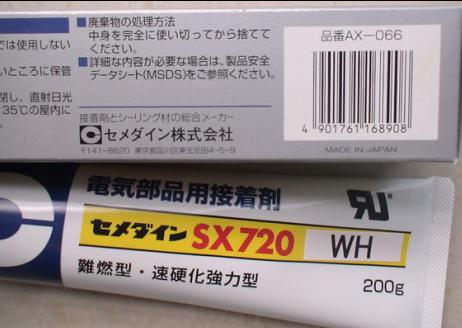 では使用しない
いところに保管
閉し、直射日光
35℃の屋内に
■廃棄物の処理方法
中身を完全に使い切ってから捨てて
ください。
■詳細な内容が必要な場合は、製品安全
データシート(MSDS)をご参照ください。
接着剤とシーリング材の総合メーカー
セメダイン株式会社
〒141-8620 東京都品川区東五反田4-5-9
品番AX-066
4 901761 168908
MADE IN JAPAN
電気部品用接着剤
セメダイン SX720 WH
難燃型・速硬化強力型
200g